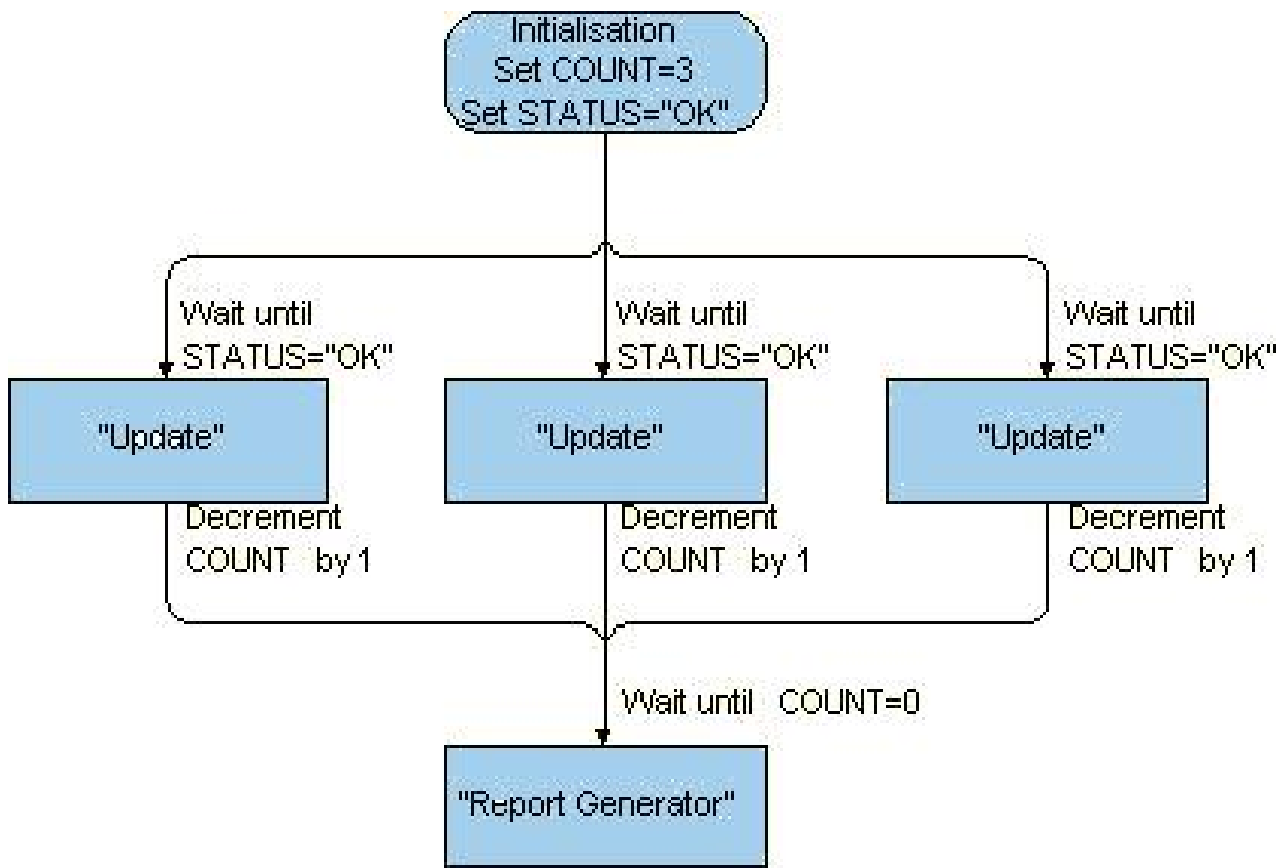 Initialisation
Set COUNT=3
Set STATUS="OK"
Wait until
STATUS="OK"
Wait until
STATUS="OK"
Wait until
STATUS="OK"
"Update"
"Update"
"Update"
Decrement
COUNT by 1
Decrement
COUNT by 1
Decrement
COUNT by 1
Wait until COUNT=0
"Report Generator"